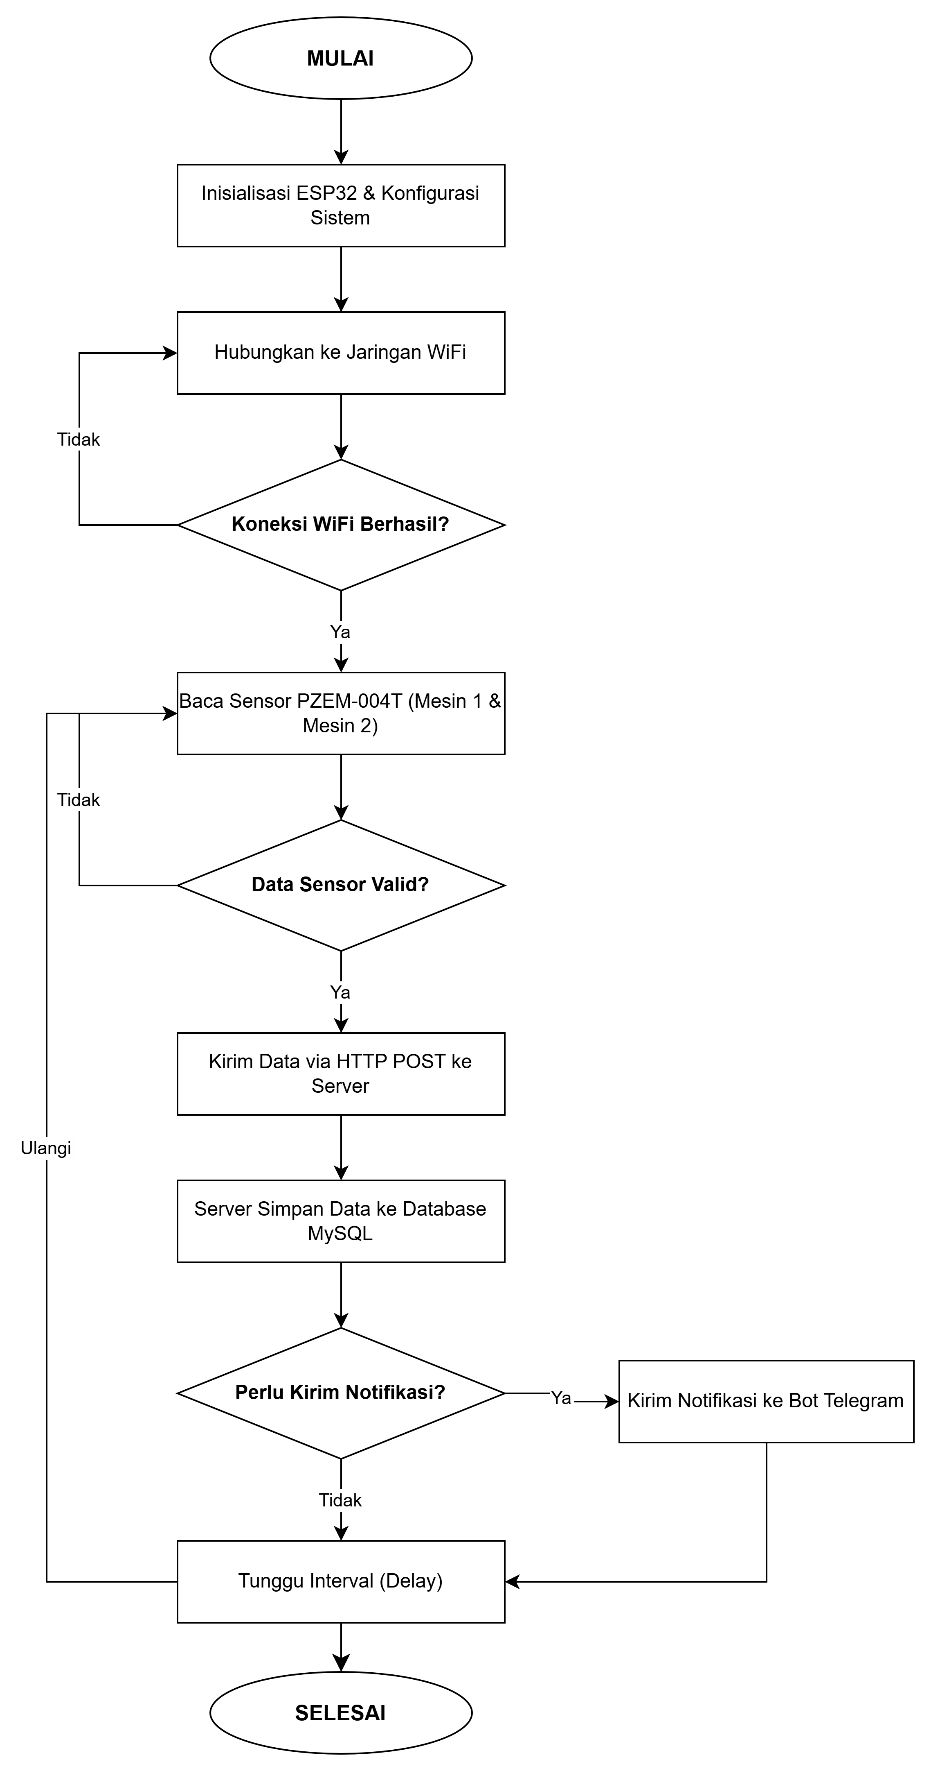 MULAI
Inisialisasi ESP32 & Konfigurasi
Sistem
Hubungkan ke Jaringan WiFi
Tidak
Koneksi WiFi Berhasil?
Ya
Baca Sensor PZEM-004T (Mesin 1 &
Mesin 2)
Tidak
Data Sensor Valid?
Ya
Kirim Data via HTTP POST ke
Server
Ulangi
Server Simpan Data ke Database
MySQL
Perlu Kirim Notifikasi?
Ya
Kirim Notifikasi ke Bot Telegram
Tidak
Tunggu Interval (Delay)
SELESAI